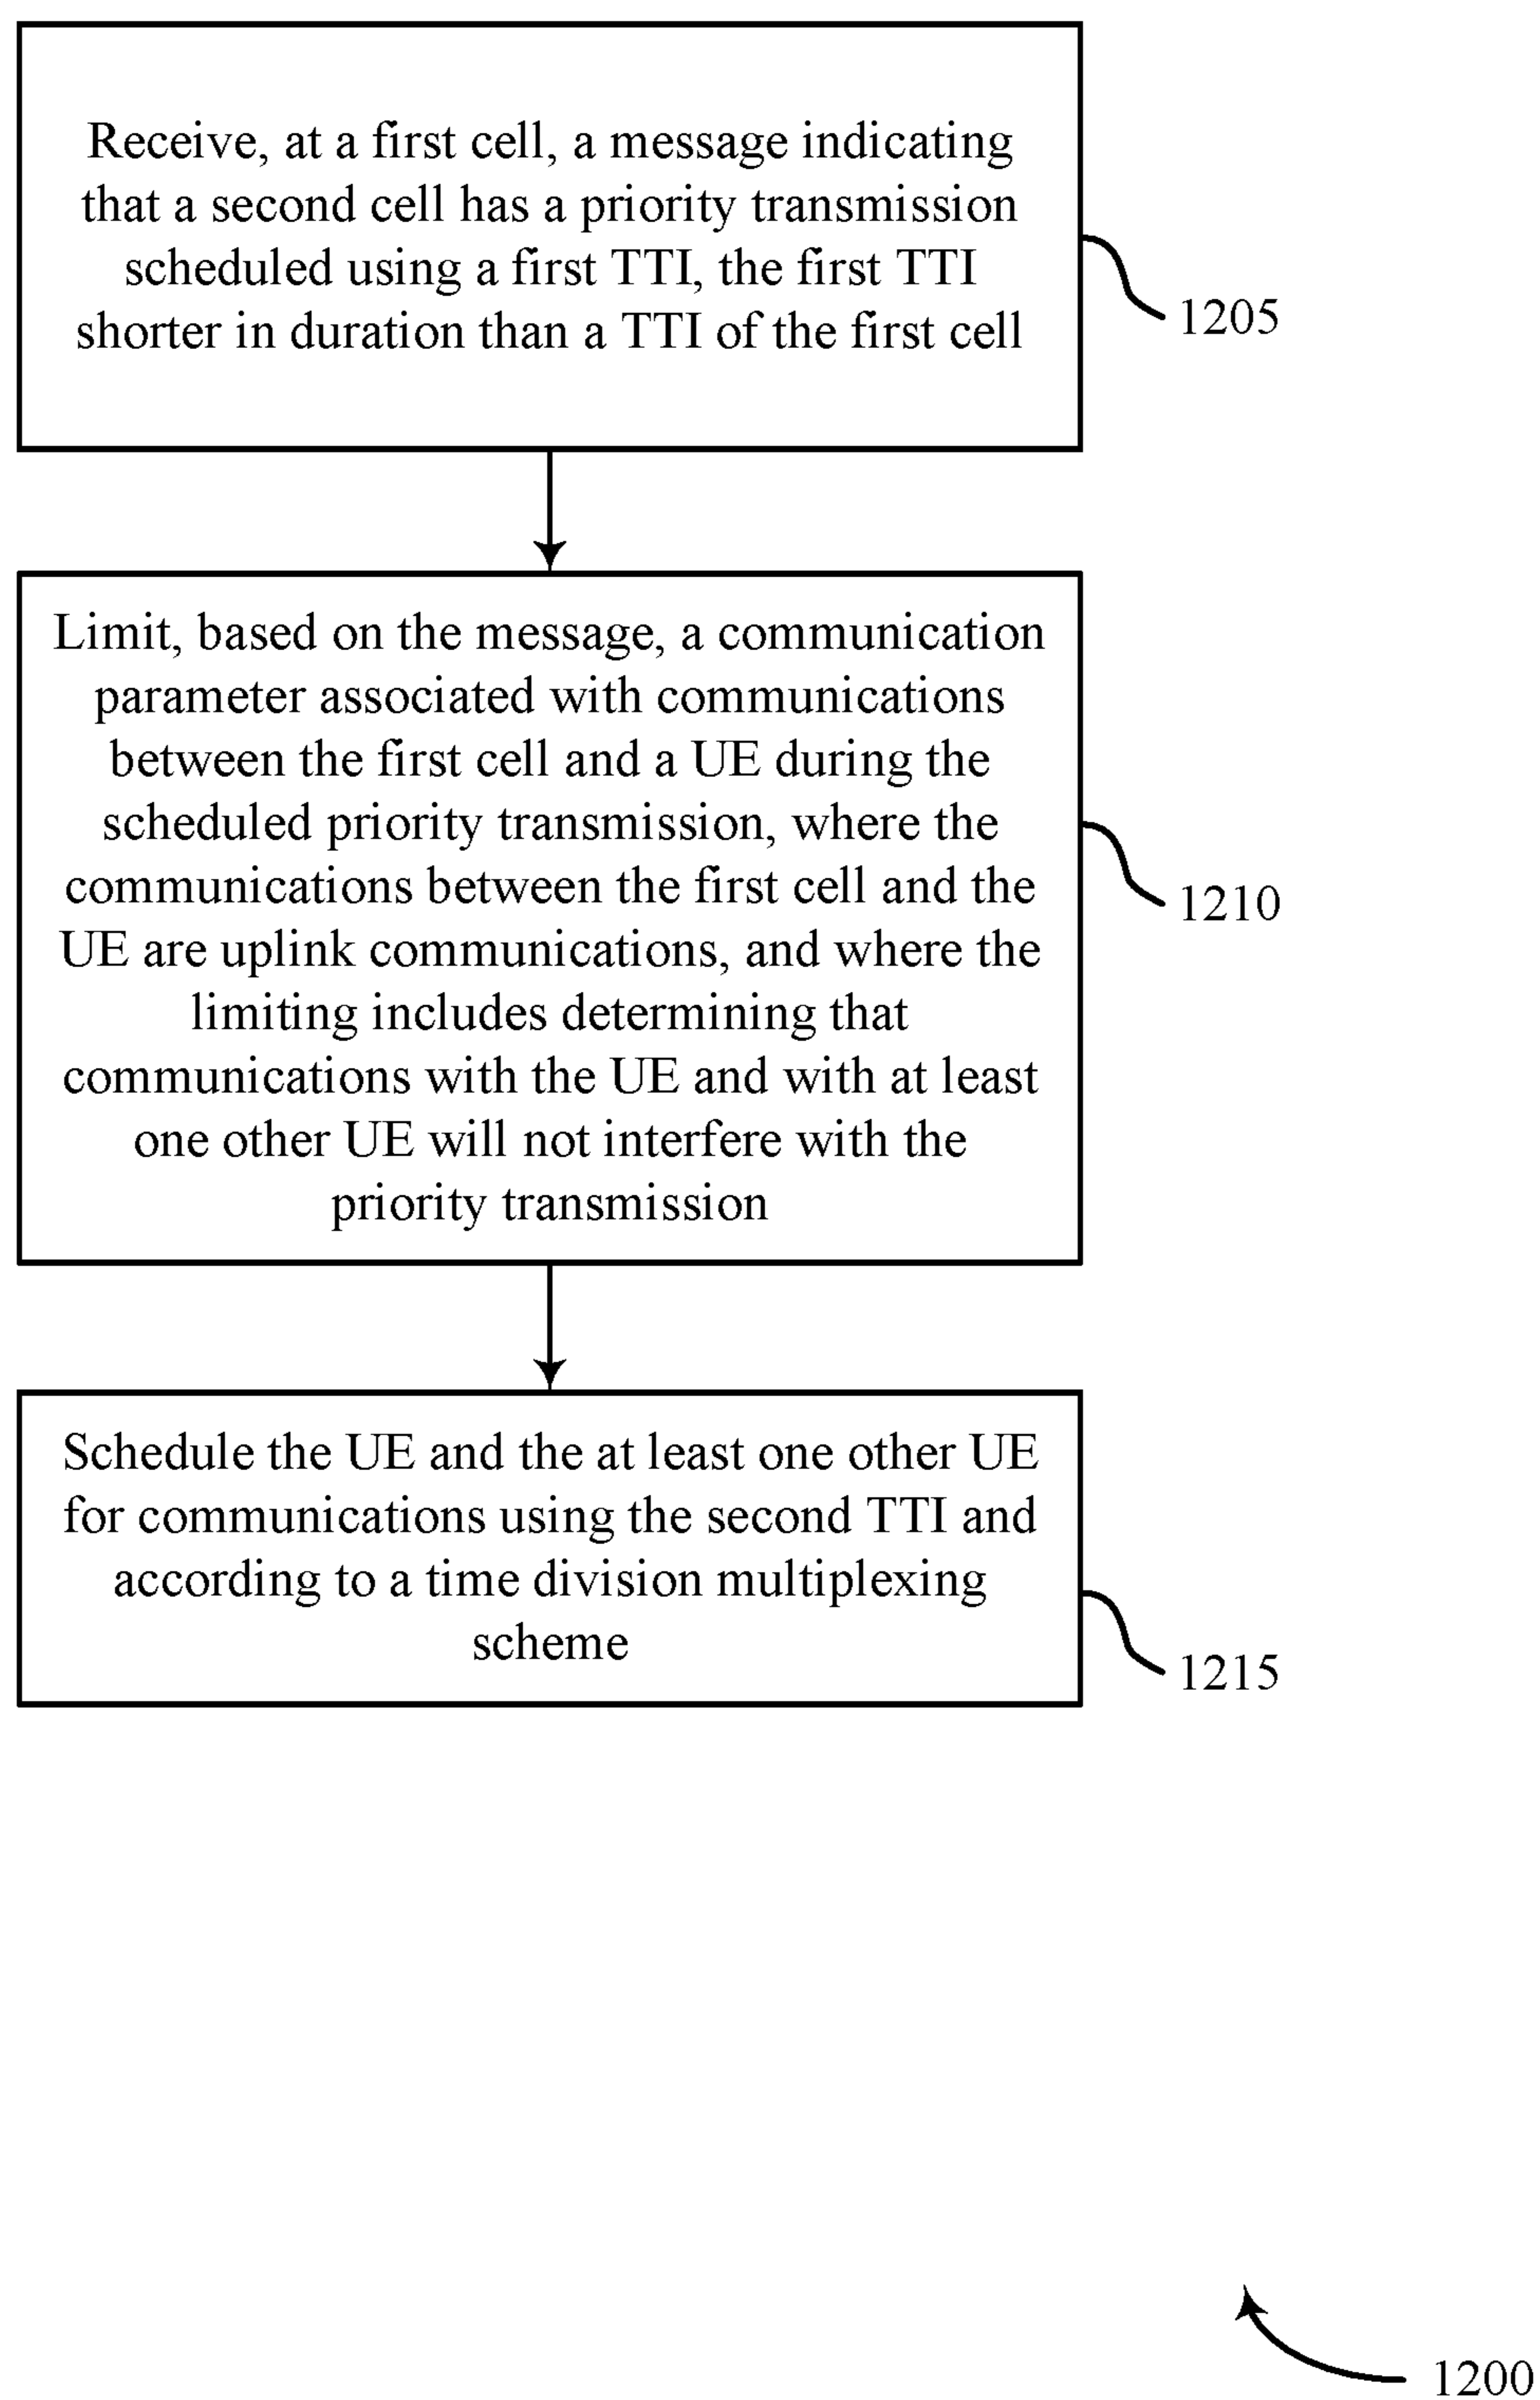 Receive, at a first cell, a message indicating
that a second cell has a priority transmission
scheduled using a first TTI, the first TTI
shorter in duration than a TTI of the first cell
1205
Limit, based on the message, a communication
parameter associated with communications
between the first cell and a UE during the
scheduled priority transmission, where the
communications between the first cell and the
UE are uplink communications, and where the
limiting includes determining that
communications with the UE and with at least
one other UE will not interfere with the
priority transmission
1210
Schedule the UE and the at least one other UE
for communications using the second TTI and
according to a time division multiplexing
scheme
1215
1200